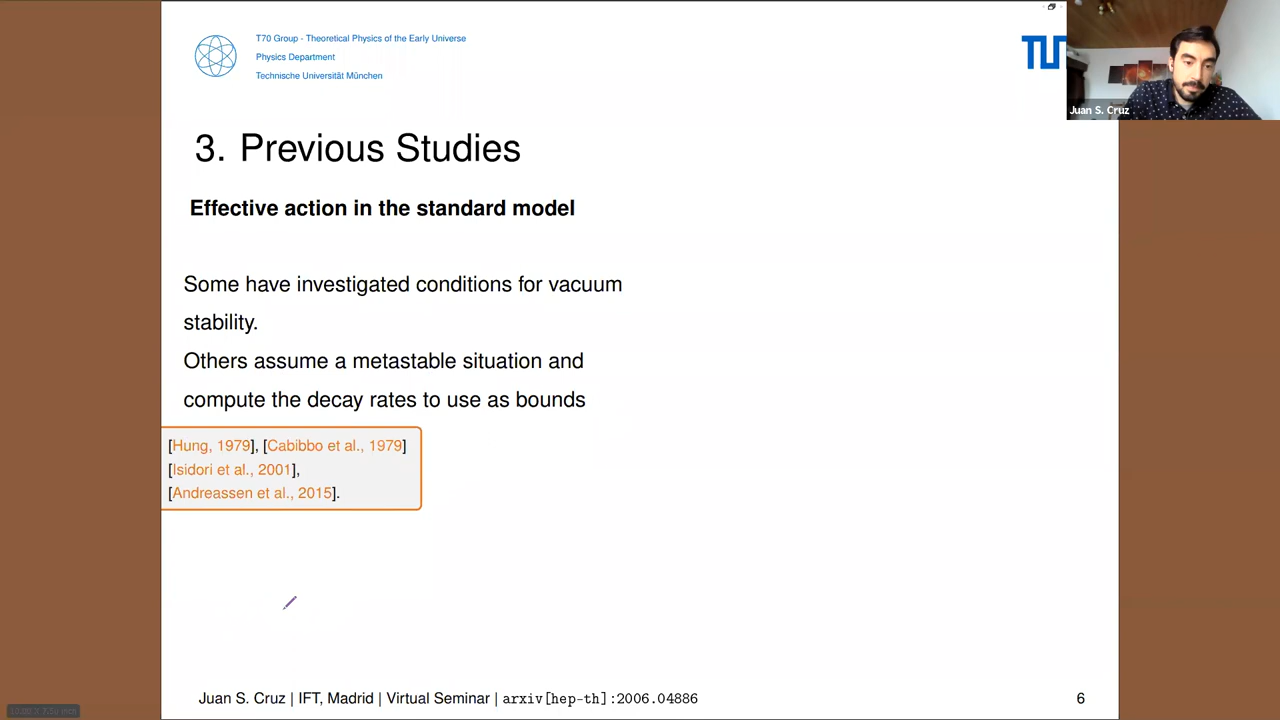 T70 Group - Theoretical Physics of the Early Universe
Physics Department
Technische Universität München
Juan S. Cruz
3. Previous Studies
Effective action in the standard model
Some have investigated conditions for vacuum
stability.
Others assume a metastable situation and
compute the decay rates to use as bounds
[Hung, 1979], [Cabibbo et al., 1979]
[Isidori et al., 2001],
[Andreassen et al., 2015].
Juan S. Cruz | IFT, Madrid | Virtual Seminar | arxiv[hep-th]:2006.04886
6